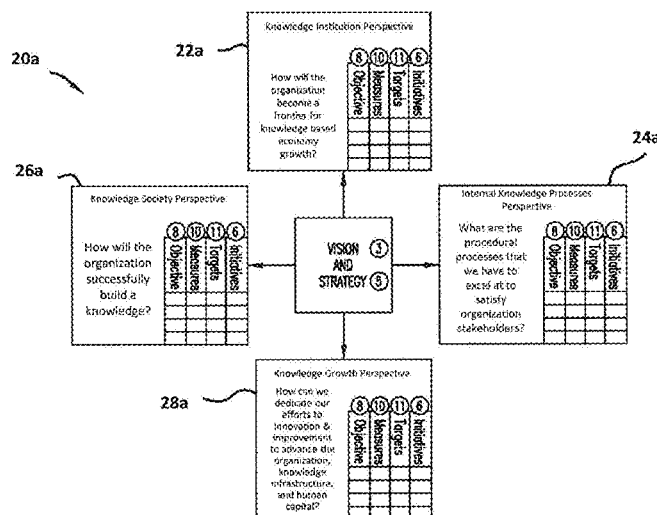 Knowledge Institution Perspective
22a
20a
8 10 11 6
Objective Measures Targets Initiatives
How will the
organization
become a
frontier for
knowledge based
economy
growth?
24a
26a
Knowledge Society Perspective
8 10 11 6
Objective Measures Targets Initiatives
How will the
organization
successfully
build a
knowledge?
VISION 3
AND
STRATEGY
Internal Knowledge Processes
Perspective
8 10 11 6
Objective Measures Targets Initiatives
What are the
procedural
processes that
we have to
excel at to
satisfy
organization
stakeholders?
28a
Knowledge Growth Perspective
8 10 11 6
Objective Measures Targets Initiatives
How can we
dedicate our
efforts to
innovation &
improvement
to advance the
organization,
knowledge
infrastructure,
and human
capital?